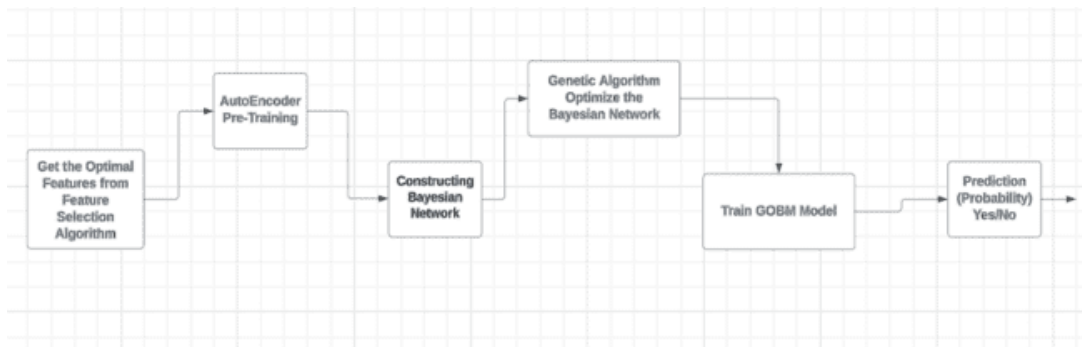 Get the Optimal
Features from
Feature
Selection
Algorithm
AutoEncoder
Pre-Training
Constructing
Bayesian
Network
Genetic Algorithm
Optimize the
Bayesian Network
Train GOBM Model
Prediction
(Probability)
Yes/No